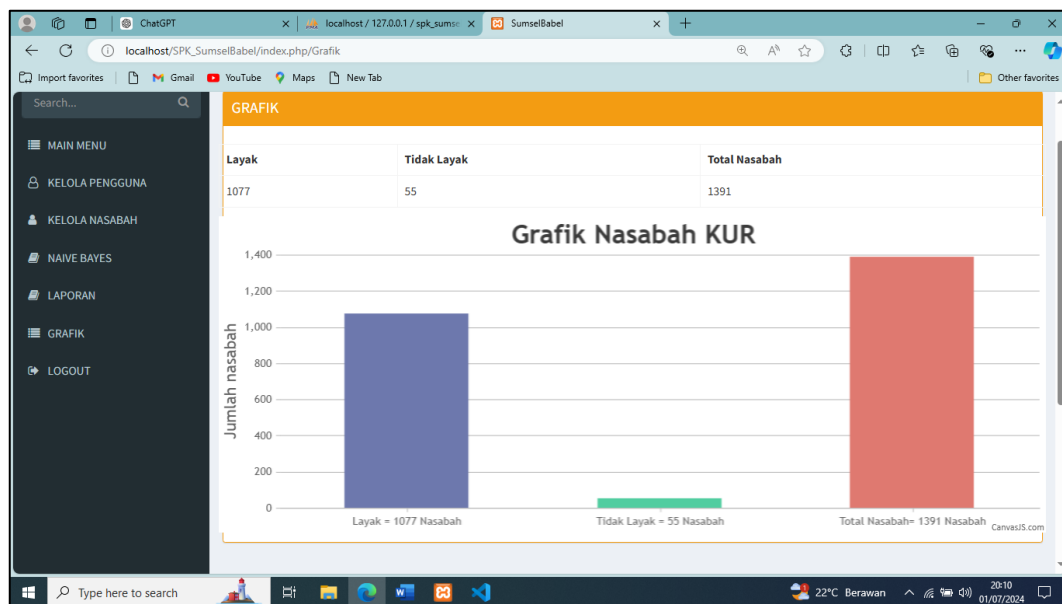 ChatGPT
localhost / 127.0.0.1 / spk_sumse
SumselBabel
localhost/SPK_SumselBabel/index.php/Grafik
Import favorites
Gmail
YouTube
Maps
New Tab
Other favorites
Search...
MAIN MENU
KELOLA PENGGUNA
KELOLA NASABAH
NAIVE BAYES
LAPORAN
GRAFIK
LOGOUT
GRAFIK
Layak Tidak Layak Total Nasabah
1077 55 1391
Grafik Nasabah KUR
Jumlah nasabah
1,400
1,200
1,000
800
600
400
200
0
Layak = 1077 Nasabah
Tidak Layak = 55 Nasabah
Total Nasabah= 1391 Nasabah
CanvasJS.com
Type here to search
22°C Berawan
20:10
01/07/2024